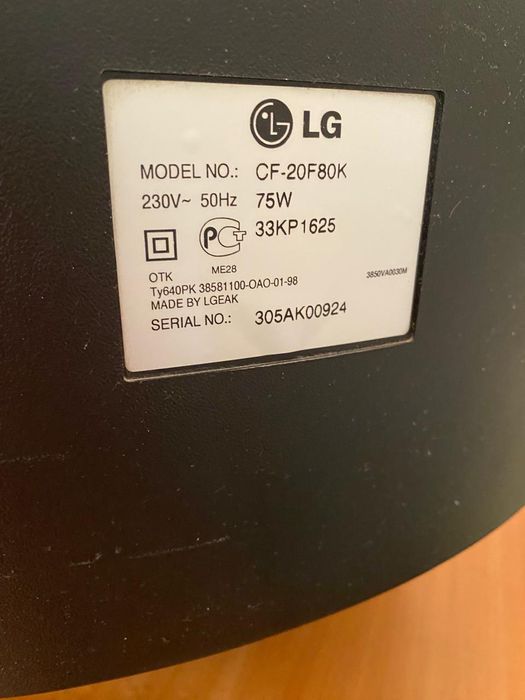 LG
MODEL NO.: CF-20F80K
230V~ 50Hz 75W
PCT 33KP1625
ME28
OTK
3850VA0030M
Ty640PK 38581100-OAO-01-98
MADE BY LGEAK
SERIAL NO.: 305AK00924